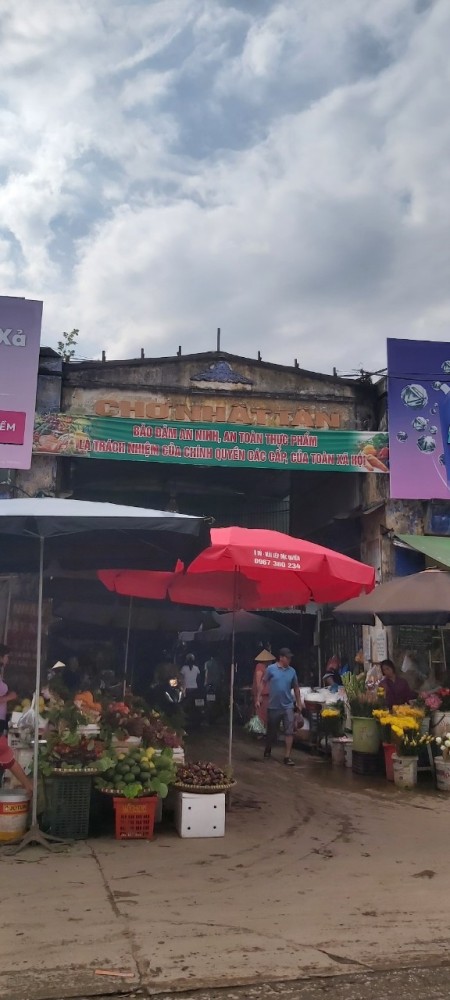 Xả
ỂM
CHỢ NHẬT TÂN
BẢO ĐẢM AN NINH, AN TOÀN THỰC PHẨM
LÀ TRÁCH NHIỆM CỦA CHÍNH QUYỀN CÁC CẤP, CỦA TOÀN XÃ HỘI
0967 360 234